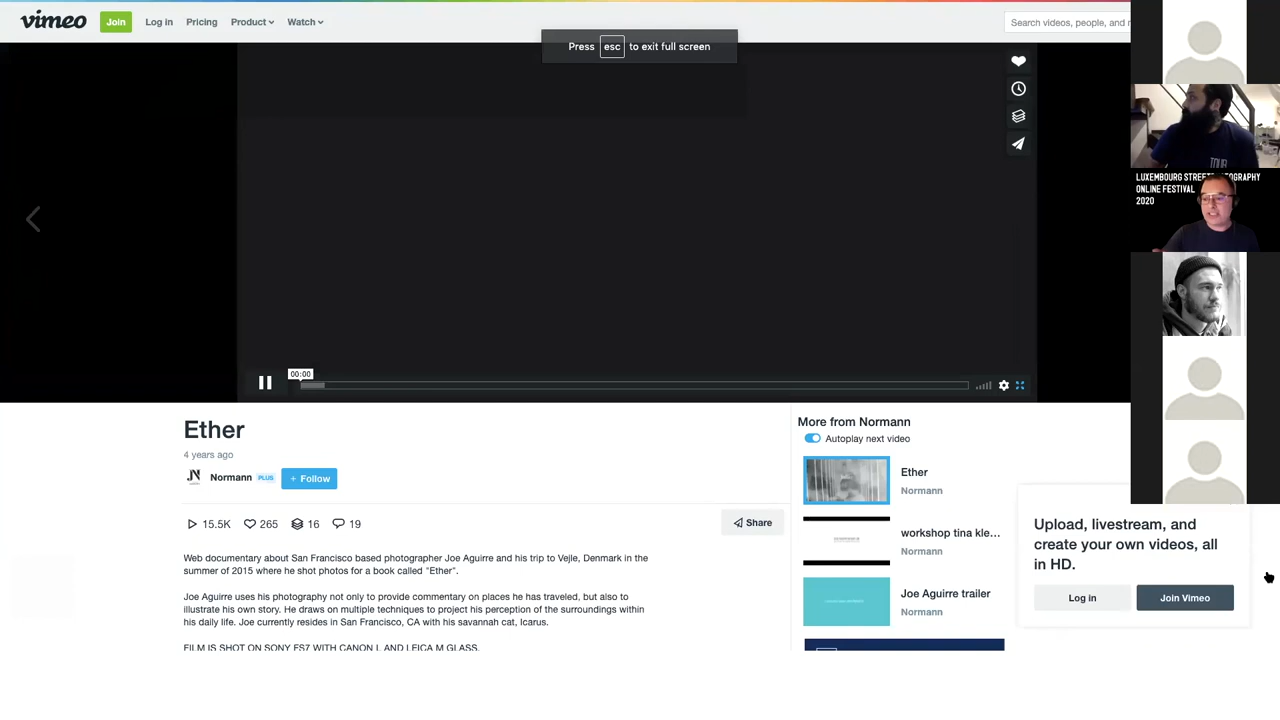 vimeo Join Log in Pricing Product Watch Search videos, people, and
Press esc to exit full screen
TOUR
LUXEMBOURG STREET
ONLINE FESTIVAL
2020
00:00
Ether
4 years ago
JN Normann PLUS + Follow
15.5K 265 16 19
Share
Web documentary about San Francisco based photographer Joe Aguirre and his trip to Vejle, Denmark in the
summer of 2015 where he shot photos for a book called “Ether”.
Joe Aguirre uses his photography not only to provide commentary on places he has traveled, but also to
illustrate his own story. He draws on multiple techniques to project his perception of the surroundings within
his daily life. Joe currently resides in San Francisco, CA with his savannah cat, Icarus.
FILM IS SHOT ON SONY FS7 WITH CANON L AND LEICA M GLASS.
More from Normann
Autoplay next video
Ether
Normann
workshop tina kle...
Normann
Joe Aguirre trailer
Normann
Upload, livestream, and
create your own videos, all
in HD.
Log in Join Vimeo